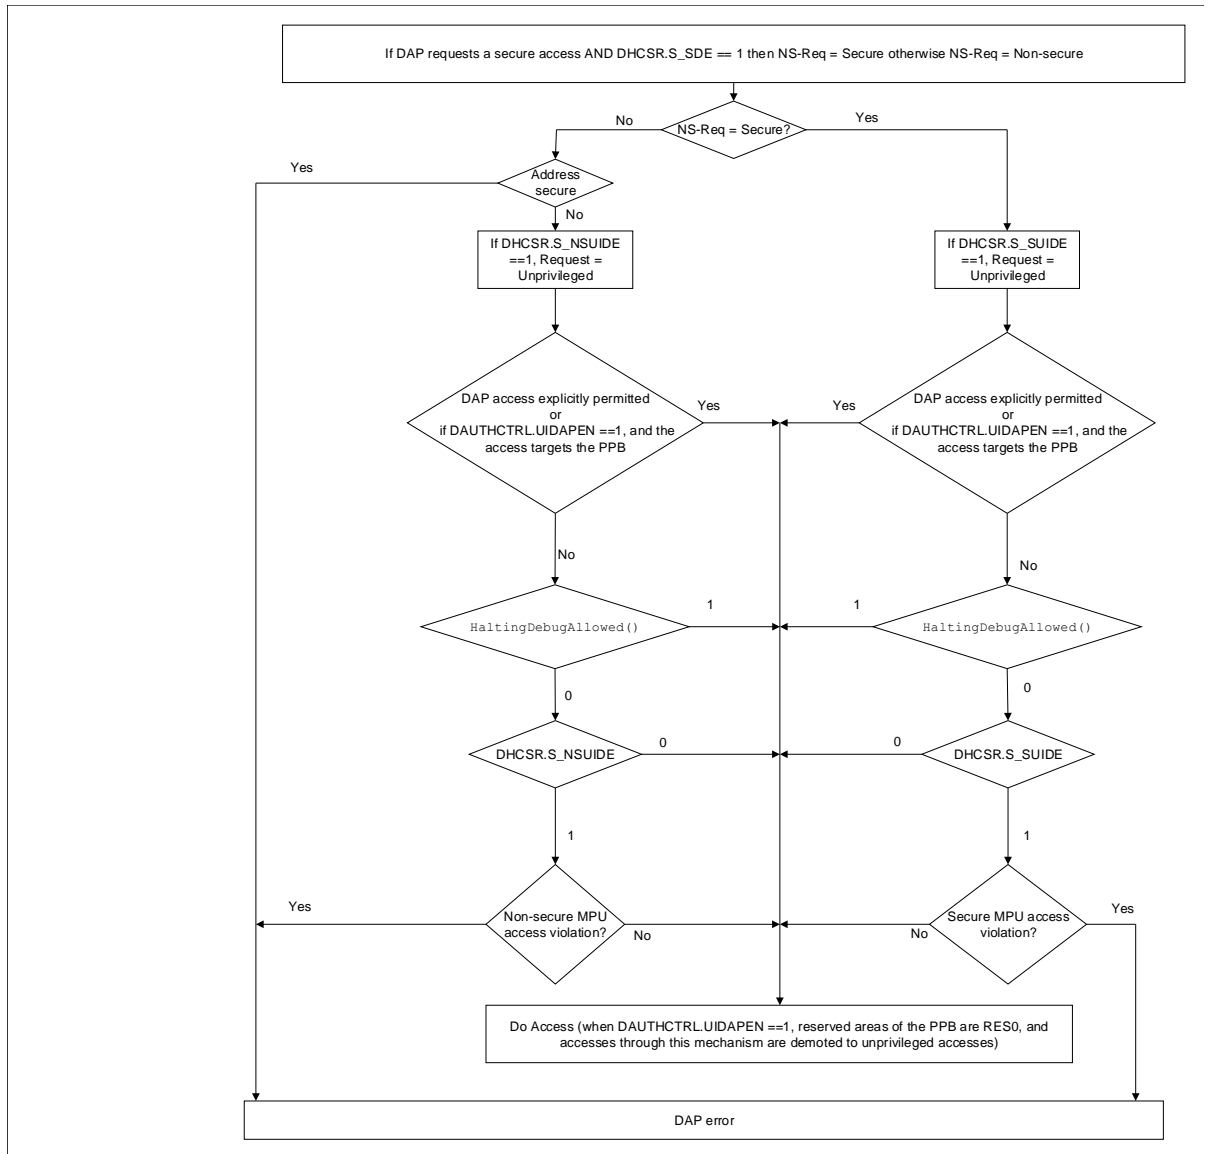 If DAP requests a secure access AND DHCSR.S_SDE == 1 then NS-Req = Secure otherwise NS-Req = Non-secure
No
NS-Req = Secure?
Yes
Yes
Address
secure
No
If DHCSR.S_NSUIDE
==1, Request =
Unprivileged
If DHCSR.S_SUIDE
==1, Request =
Unprivileged
DAP access explicitly permitted
or
if DAUTHCTRL.UIDAPEN ==1, and the
access targets the PPB
Yes
Yes
DAP access explicitly permitted
or
if DAUTHCTRL.UIDAPEN ==1, and the
access targets the PPB
No
No
HaltingDebugAllowed()
1
1
HaltingDebugAllowed()
0
0
DHCSR.S_NSUIDE
0
0
DHCSR.S_SUIDE
1
1
Yes
Non-secure MPU
access violation?
No
No
Secure MPU access
violation?
Yes
Do Access (when DAUTHCTRL.UIDAPEN ==1, reserved areas of the PPB are RES0, and
accesses through this mechanism are demoted to unprivileged accesses)
DAP error